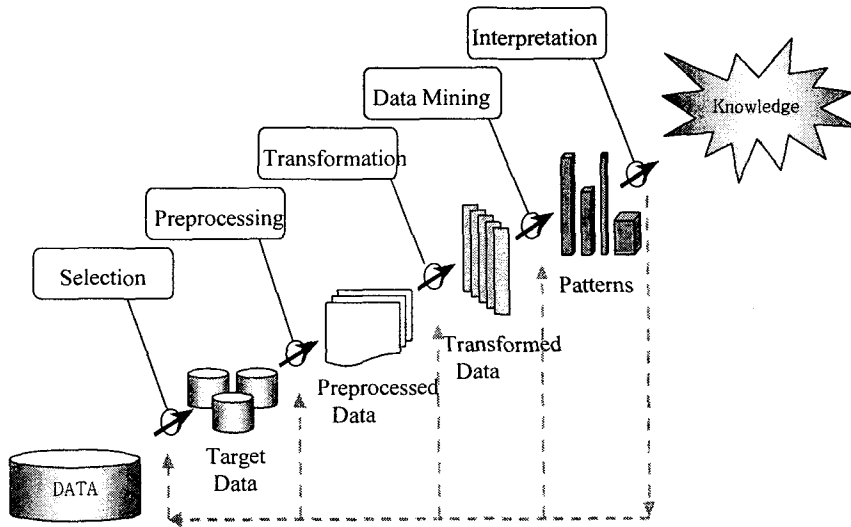 Interpretation
Knowledge
Data Mining
Transformation
Preprocessing
Selection
Patterns
Transformed
Data
Preprocessed
Data
Target
Data
DATA